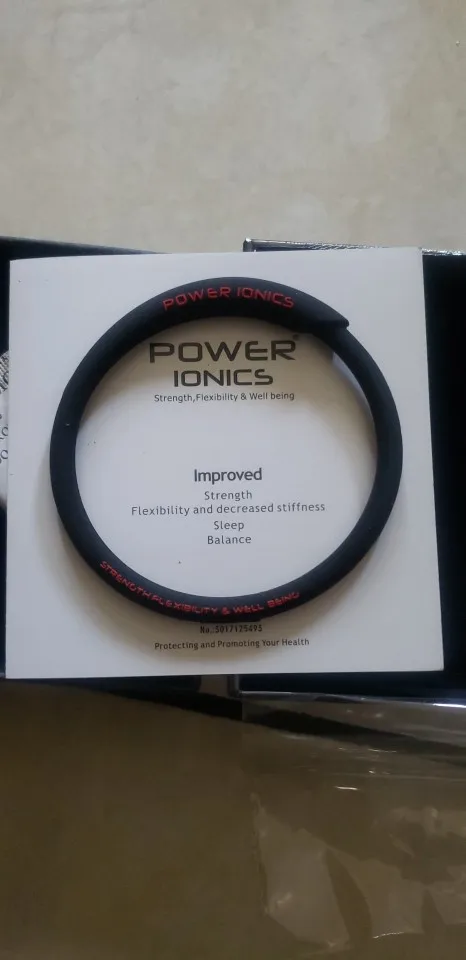 POWER IONICS
POWER®
IONICS
Strength,Flexibility & Well being
Improved
Strength
Flexibility and decreased stiffness
Sleep
Balance
STRENGTH FLEXIBILITY & WELL BEING
No.:S017125493
Protecting and Promoting Your Health